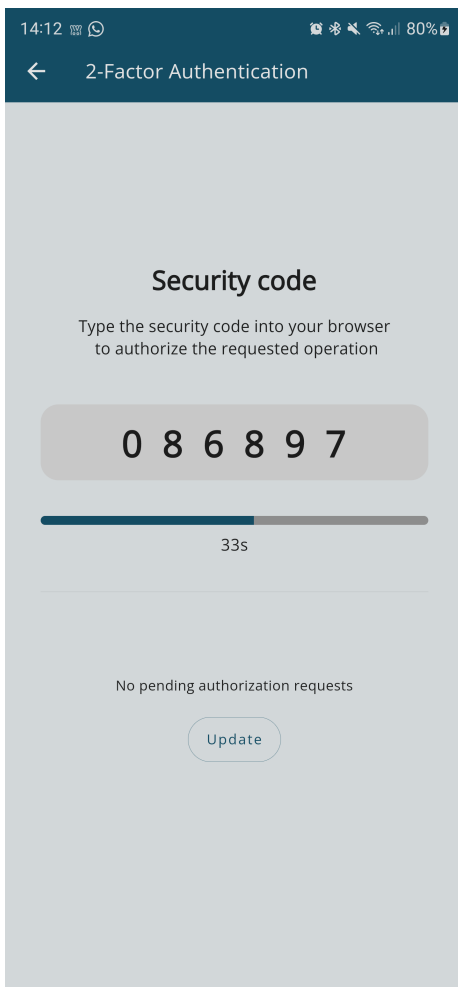 14:12 80%
2-Factor Authentication
Security code
Type the security code into your browser
to authorize the requested operation
0 8 6 8 9 7
33s
No pending authorization requests
Update